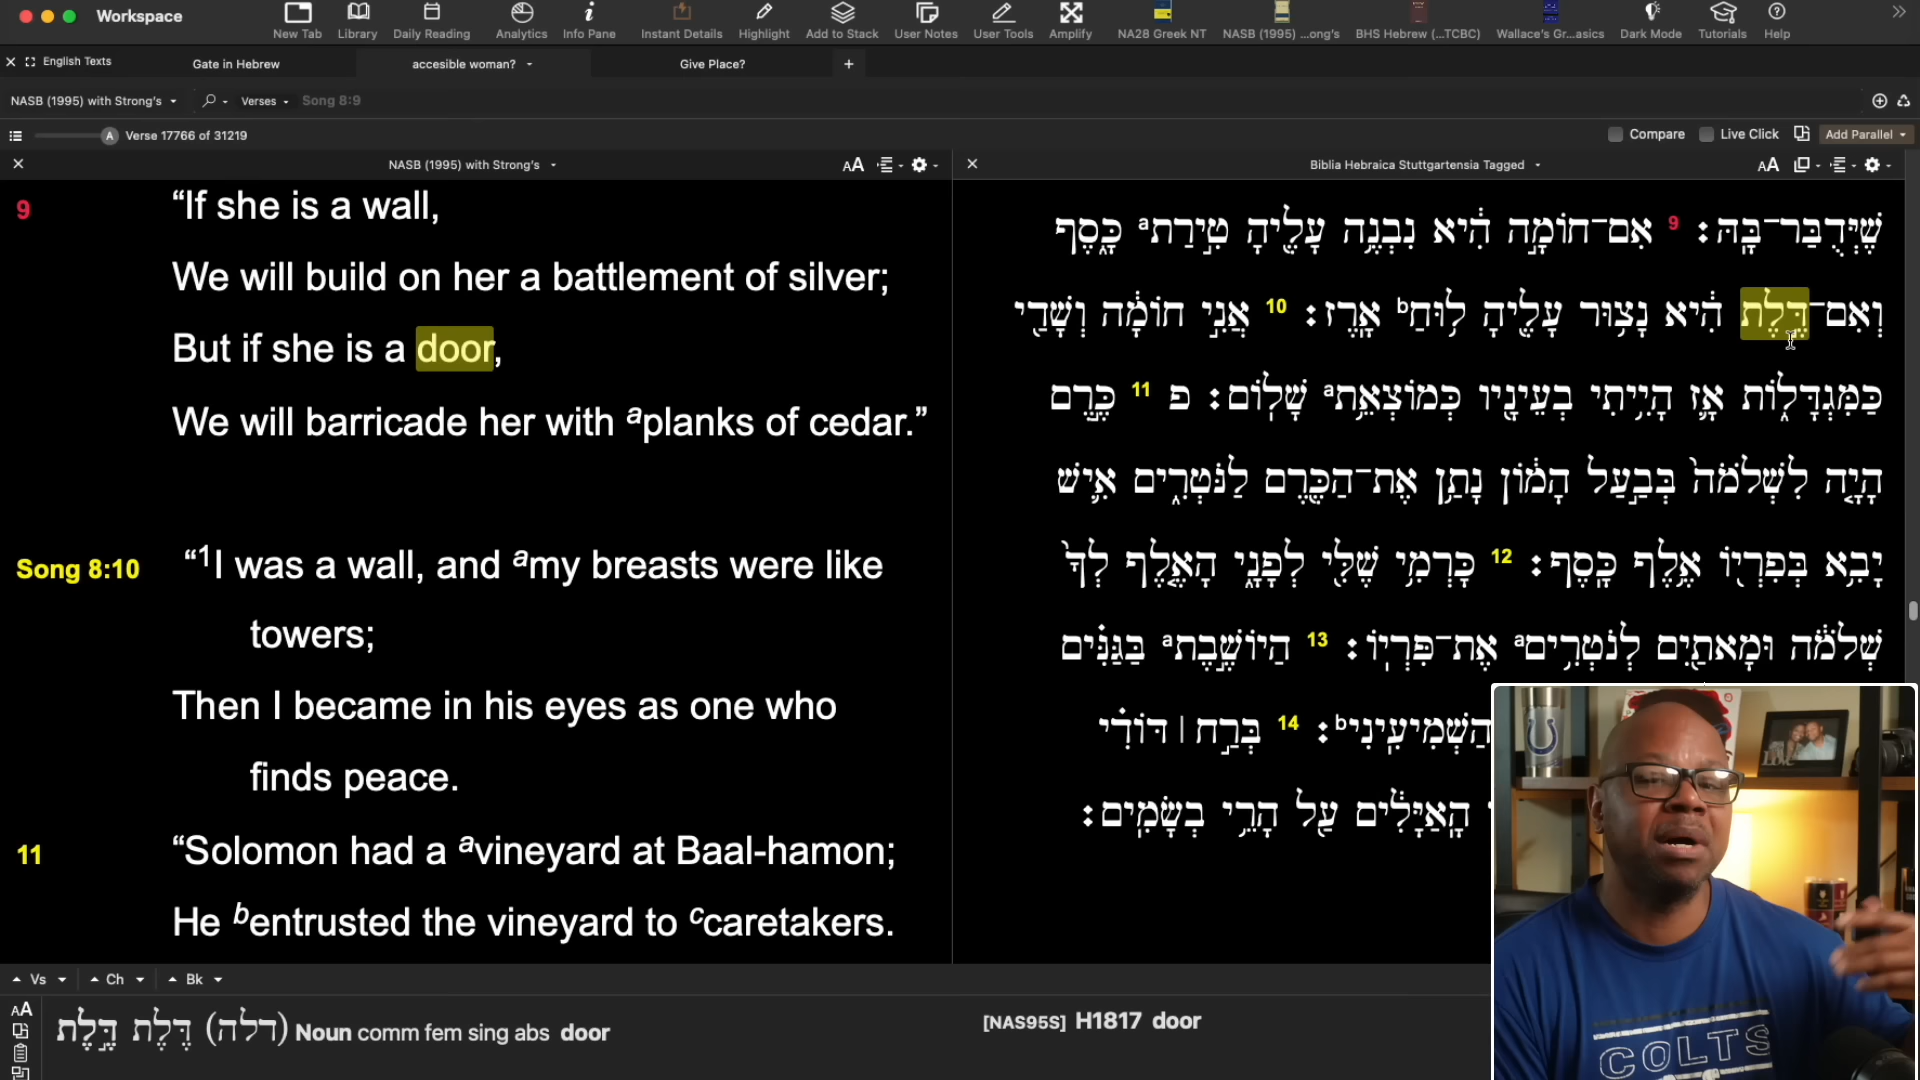 Workspace
New Tab
Library
Daily Reading
Analytics
Info Pane
Instant Details
Highlight
Add to Stack
User Notes
User Tools
Amplify
NA28 Greek NT
NASB (1995) ...ong's
BHS Hebrew (...TCBC)
Wallace's Gr...asics
Dark Mode
Tutorials
Help
English Texts
Gate in Hebrew
accesible woman?
Give Place?
NASB (1995) with Strong's
Verses
Song 8:9
A Verse 17766 of 31219
Compare
Live Click
Add Parallel
NASB (1995) with Strong's
9 “If she is a wall,
We will build on her a battlement of silver;
But if she is a door,
We will barricade her with aplanks of cedar.”
Song 8:10 “1I was a wall, and amy breasts were like
towers;
Then I became in his eyes as one who
finds peace.
11 “Solomon had a avineyard at Baal-hamon;
He bentrusted the vineyard to ccaretakers.
Biblia Hebraica Stuttgartensia Tagged
שֶׁיְּדֻבַּר־בָּֽהּ׃ 9 אִם־חוֹמָ֣ה הִ֔יא נִבְנֶ֥ה עָלֶ֖יהָ טִ֣ירַת a כָּ֑סֶף
וְאִם־דֶּ֣לֶת הִ֔יא נָצ֥וּר עָלֶ֖יהָ ל֥וּחַ b אָֽרֶז׃ 10 אֲנִ֣י חוֹמָ֔ה וְשָׁדַ֖י
כַּמִּגְדָּל֑וֹת אָ֛ז הָיִ֥יתִי בְעֵינָ֖יו כְּמוֹצְאֵ֥ת a שָׁלֽוֹם׃ פ 11 כֶּ֣רֶם
הָיָ֤ה לִשְׁלֹמֹה֙ בְּבַ֣עַל הָמ֔וֹן נָתַ֥ן אֶת־הַכֶּ֖רֶם לַנֹּטְרִ֑ים אִ֛ישׁ
יָבִ֥א בְּפִרְי֖וֹ אֶ֥לֶף כָּֽסֶף׃ 12 כַּרְמִ֥י שֶׁלִּ֖י לְפָנָ֑י הָאֶ֤לֶף לְךָ֙
שְׁלֹמֹ֔ה וּמָאתַ֖יִם לְנֹטְרִ֥ים a אֶת־פִּרְיֽוֹ׃ 13 הַיּוֹשֶׁ֣בֶת a בַּגַּנִּ֗ים
הַשְׁמִיעִֽינִי b ׃ 14 בְּרַ֣ח ׀ דּוֹדִ֗י
הָֽאַיָּלִ֔ים עַ֖ל הָרֵ֥י בְשָׂמִֽים׃
Vs
Ch
Bk
דֶּ֣לֶת דֶּלֶת (דלה) Noun comm fem sing abs door
[NAS95S] H1817 door
COLTS